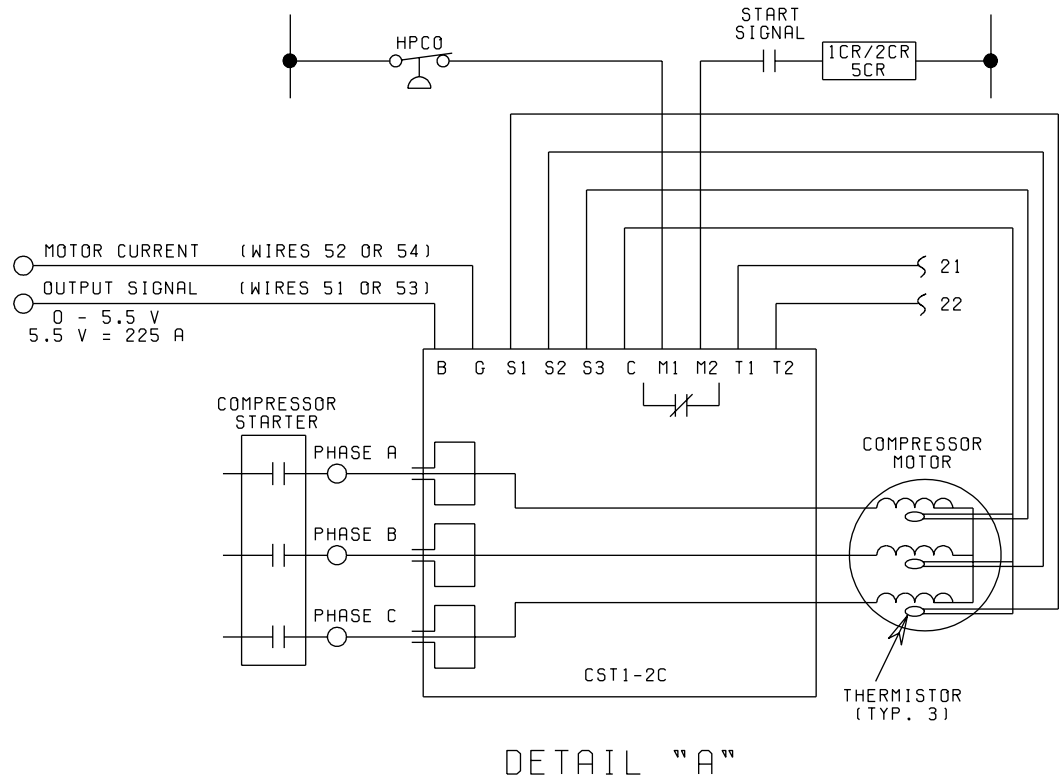 START
SIGNAL
HPCO
1CR/2CR
5CR
MOTOR CURRENT (WIRES 52 OR 54)
21
OUTPUT SIGNAL (WIRES 51 OR 53)
22
0 - 5.5 V
5.5 V = 225 A
B G S1 S2 S3 C M1 M2 T1 T2
COMPRESSOR
STARTER
PHASE A
COMPRESSOR
MOTOR
PHASE B
PHASE C
CST1-2C
THERMISTOR
(TYP. 3)
DETAIL "A"